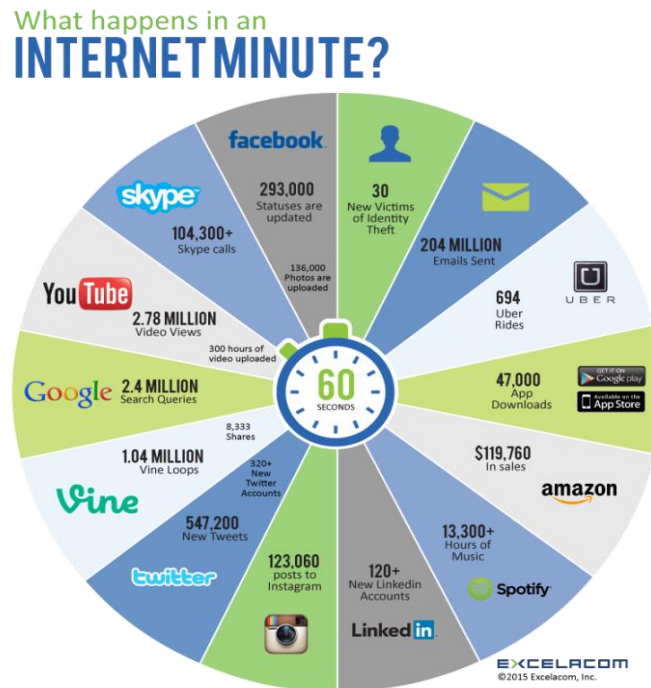 What happens in an
INTERNET MINUTE?
facebook.
293,000
Statuses are
updated
136,000
Photos are
uploaded
30
New Victims
of Identity
Theft
204 MILLION
Emails Sent
U
UBER
694
Uber
Rides
47,000
App
Downloads
GET IT ON
Google play
Available on the
App Store
$119,760
In sales
amazon
13,300+
Hours of
Music
Spotify
120+
New Linkedin
Accounts
Linked in.
123,060
posts to
Instagram
320+
New
Twitter
Accounts
547,200
New Tweets
twitter
8,333
Shares
1.04 MILLION
Vine Loops
Vine
Google
2.4 MILLION
Search Queries
You Tube
2.78 MILLION
Video Views
300 hours of
video uploaded
skype
104,300+
Skype calls
60
SECONDS
EXCELACOM
©2015 Excelacom, Inc.